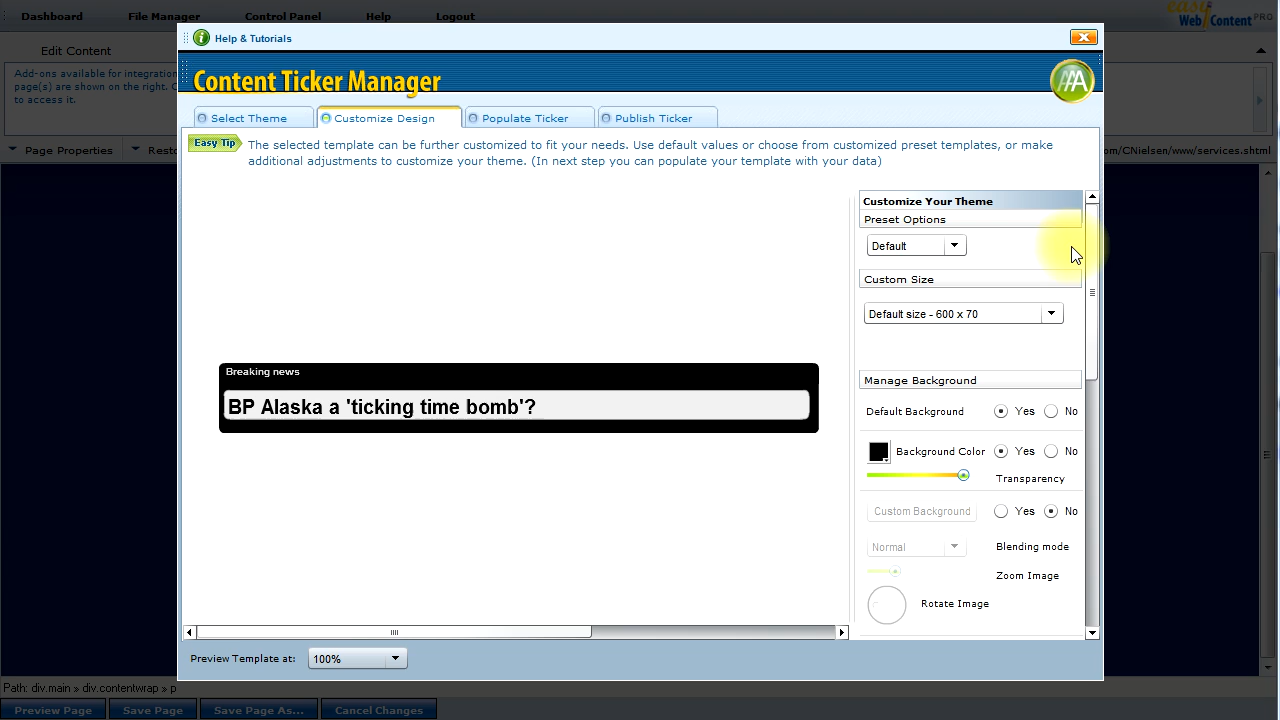 Dashboard
File Manager
Control Panel
Help
Logout
easy
Web Content PRO
Edit Content
Add-ons available for integration
page(s) are shown on the right. C
to access it.
Page Properties
Resto
om/CNielsen/www/services.shtml
Help & Tutorials
Content Ticker Manager
Select Theme
Customize Design
Populate Ticker
Publish Ticker
Easy Tip
The selected template can be further customized to fit your needs. Use default values or choose from customized preset templates, or make
additional adjustments to customize your theme. (In next step you can populate your template with your data)
Breaking news
BP Alaska a 'ticking time bomb'?
Customize Your Theme
Preset Options
Default
Custom Size
Default size - 600 x 70
Manage Background
Default Background Yes No
Background Color Yes No
Transparency
Custom Background Yes No
Normal Blending mode
Zoom Image
Rotate Image
Preview Template at: 100%
Path: div.main » div.contentwrap » p
Preview Page
Save Page
Save Page As...
Cancel Changes